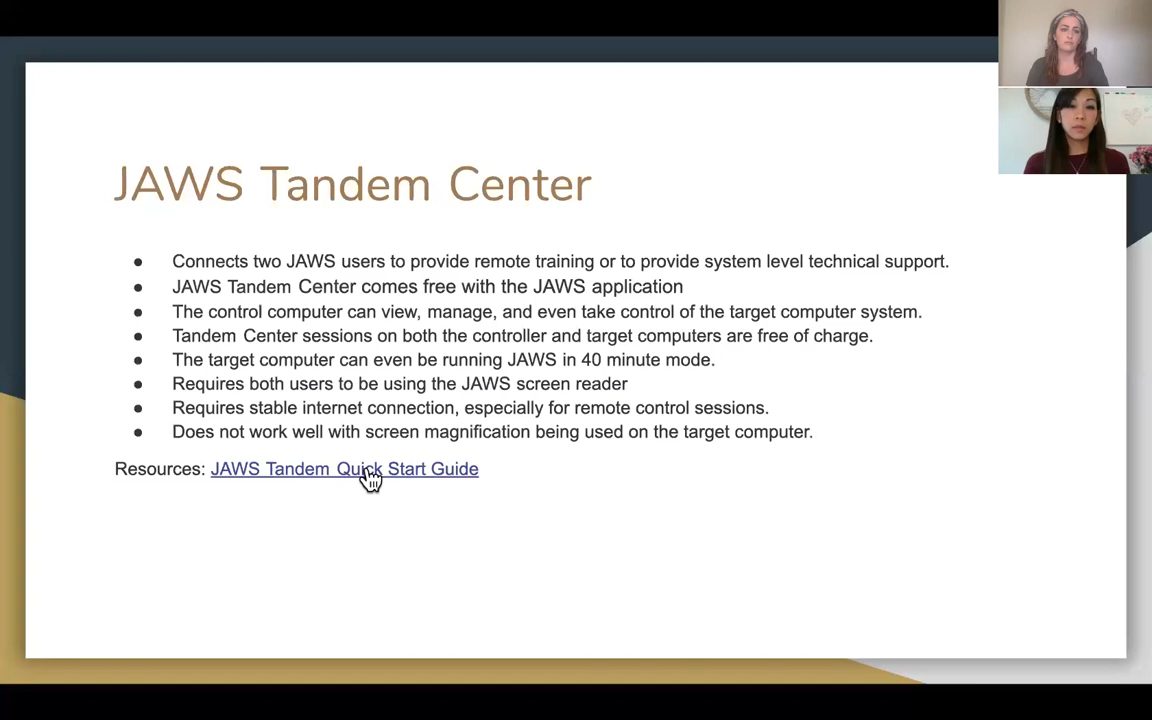 JAWS Tandem Center
● Connects two JAWS users to provide remote training or to provide system level technical support.
● JAWS Tandem Center comes free with the JAWS application
● The control computer can view, manage, and even take control of the target computer system.
● Tandem Center sessions on both the controller and target computers are free of charge.
● The target computer can even be running JAWS in 40 minute mode.
● Requires both users to be using the JAWS screen reader
● Requires stable internet connection, especially for remote control sessions.
● Does not work well with screen magnification being used on the target computer.
Resources: JAWS Tandem Quick Start Guide